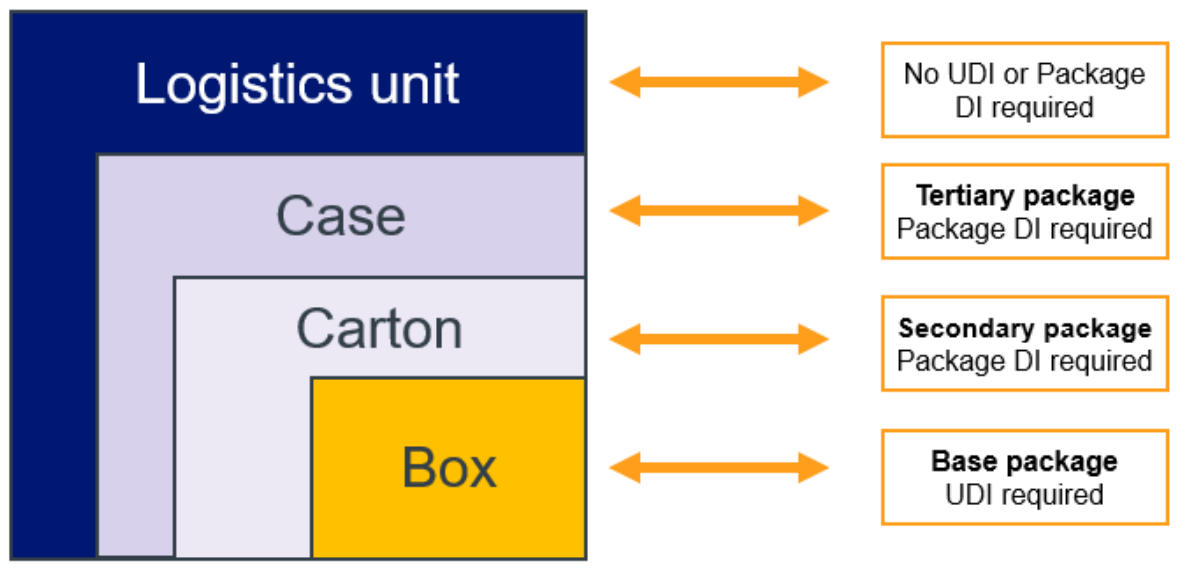 Logistics unit
No UDI or Package
DI required
Case
Tertiary package
Package DI required
Carton
Secondary package
Package DI required
Box
Base package
UDI required